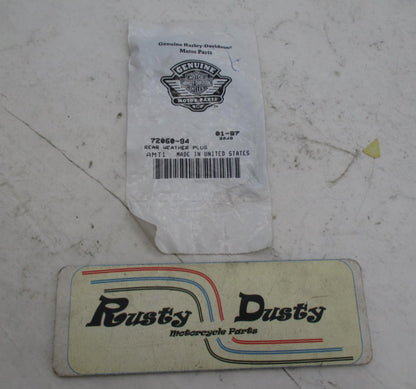 Genuine Harley-Davidson®
Motor Parts
GENUINE
MOTOR PARTS
72060-94 01-97
REAR WEATHER PLUG
AMT1 MADE IN UNITED STATES
Rusty Dusty
Motorcycle Parts